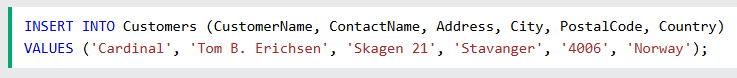 INSERT INTO Customers (CustomerName, ContactName, Address, City, PostalCode, Country)
VALUES ('Cardinal', 'Tom B. Erichsen', 'Skagen 21', 'Stavanger', '4006', 'Norway');